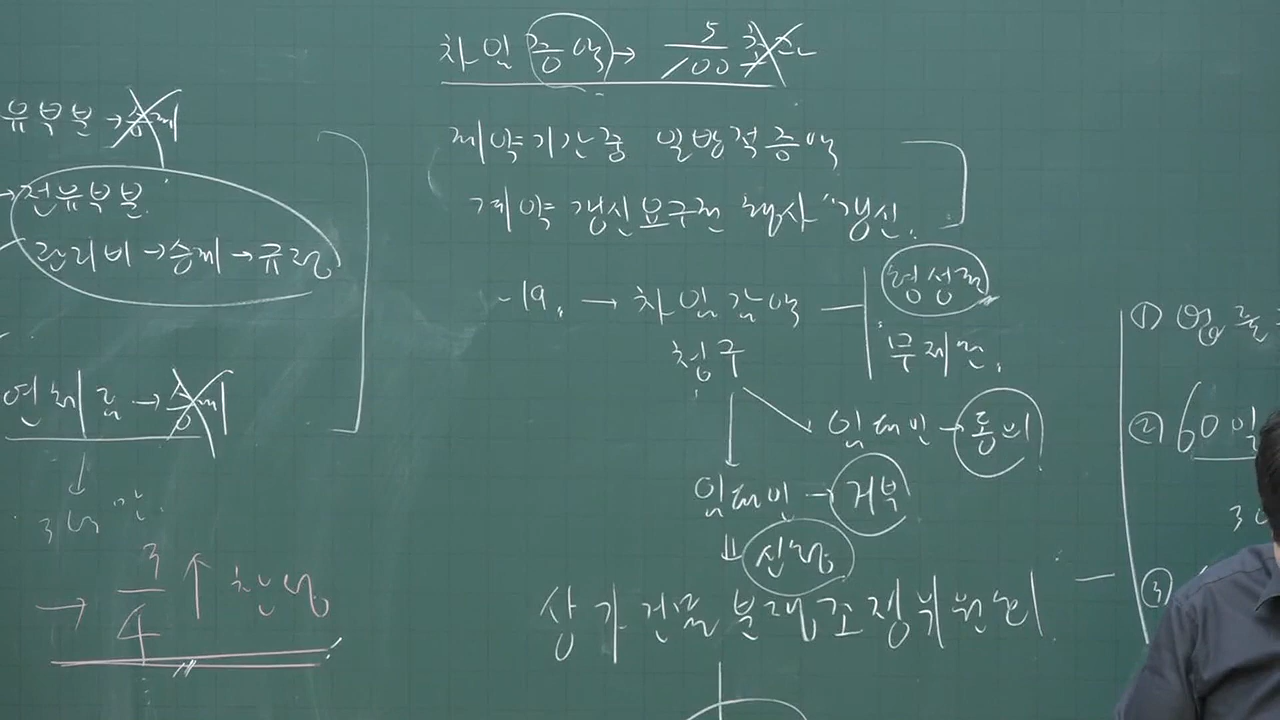 유부분 → 승계
→ 전유부분.
관리비 → 승계 → 규약
연체료 → 승계
3년 간.
→ 3/4 ↑ 찬성
차임 증액 → 5/100 초과
계약기간중 일방적증액
계약 갱신요구권 행사 "갱신.
~19. → 차임감액
청구
형성권
무제한.
임대인 → 동의
임대인 → 거부
신청
상가건물 분쟁조정위원회
①
② 60일
③